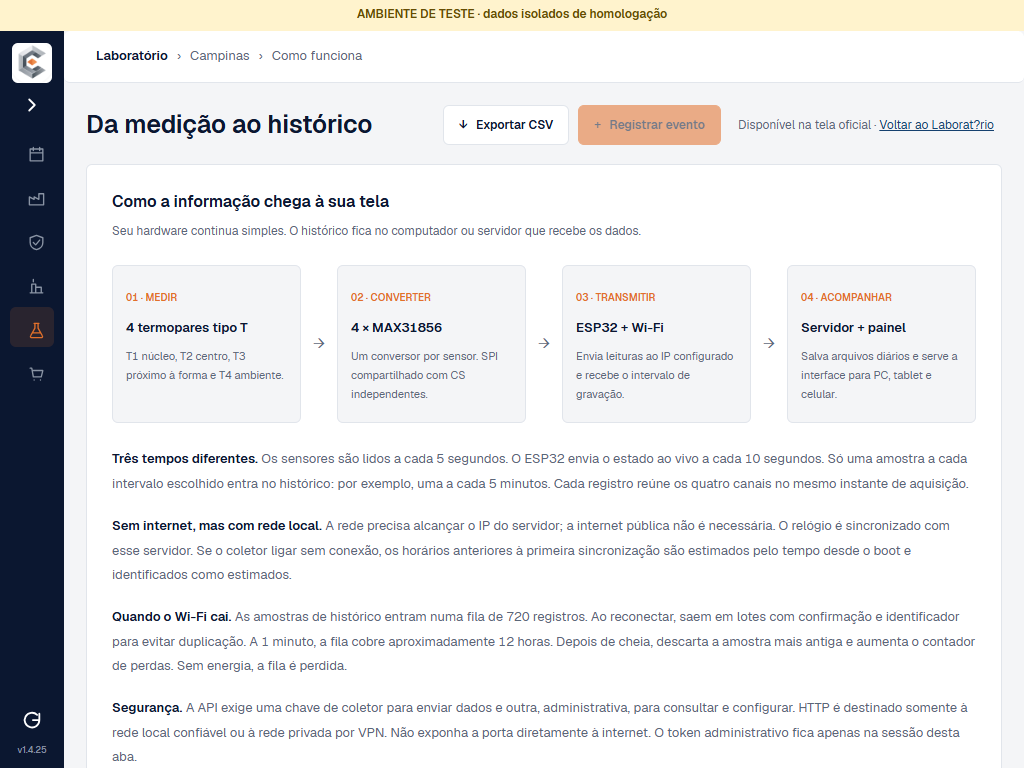 AMBIENTE DE TESTE · dados isolados de homologação
Laboratório › Campinas › Como funciona
Da medição ao histórico
↓ Exportar CSV
+ Registrar evento
Disponível na tela oficial · Voltar ao Laborat?rio
Como a informação chega à sua tela
Seu hardware continua simples. O histórico fica no computador ou servidor que recebe os dados.
01 · MEDIR
4 termopares tipo T
T1 núcleo, T2 centro, T3
próximo à forma e T4 ambiente.
→
02 · CONVERTER
4 × MAX31856
Um conversor por sensor. SPI
compartilhado com CS
independentes.
→
03 · TRANSMITIR
ESP32 + Wi-Fi
Envia leituras ao IP configurado
e recebe o intervalo de
gravação.
→
04 · ACOMPANHAR
Servidor + painel
Salva arquivos diários e serve a
interface para PC, tablet e
celular.
Três tempos diferentes. Os sensores são lidos a cada 5 segundos. O ESP32 envia o estado ao vivo a cada 10 segundos. Só uma amostra a cada
intervalo escolhido entra no histórico: por exemplo, uma a cada 5 minutos. Cada registro reúne os quatro canais no mesmo instante de aquisição.
Sem internet, mas com rede local. A rede precisa alcançar o IP do servidor; a internet pública não é necessária. O relógio é sincronizado com
esse servidor. Se o coletor ligar sem conexão, os horários anteriores à primeira sincronização são estimados pelo tempo desde o boot e
identificados como estimados.
Quando o Wi-Fi cai. As amostras de histórico entram numa fila de 720 registros. Ao reconectar, saem em lotes com confirmação e identificador
para evitar duplicação. A 1 minuto, a fila cobre aproximadamente 12 horas. Depois de cheia, descarta a amostra mais antiga e aumenta o contador
de perdas. Sem energia, a fila é perdida.
Segurança. A API exige uma chave de coletor para enviar dados e outra, administrativa, para consultar e configurar. HTTP é destinado somente à
rede local confiável ou à rede privada por VPN. Não exponha a porta diretamente à internet. O token administrativo fica apenas na sessão desta
aba.
v1.4.25